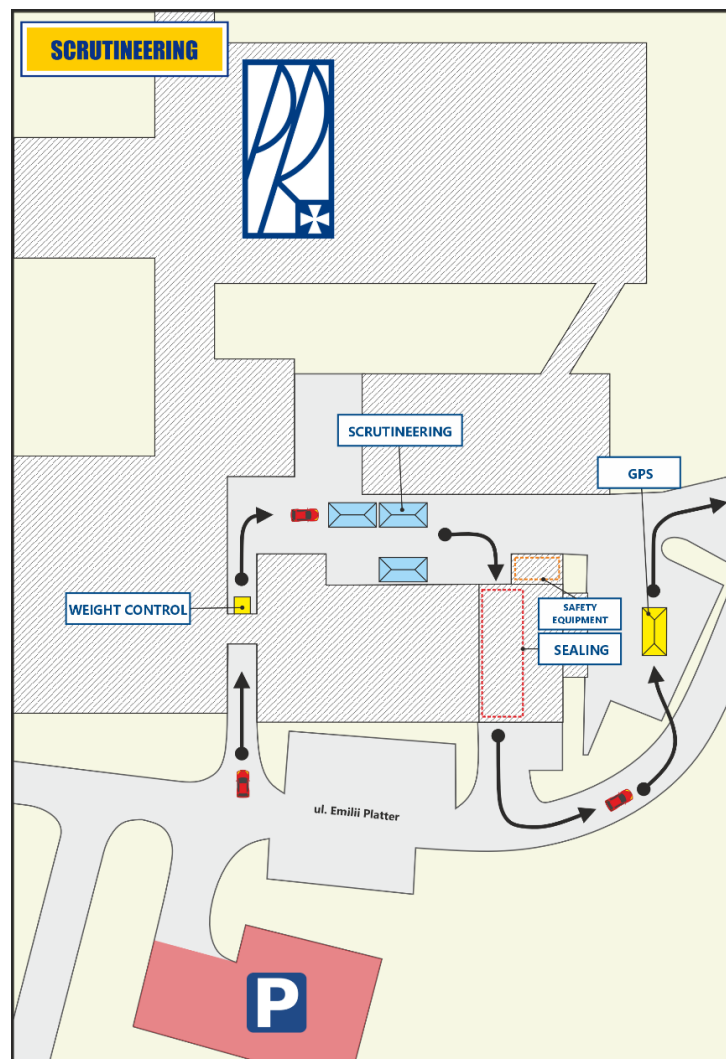 SCRUTINEERING
SCRUTINEERING
GPS
WEIGHT CONTROL
SAFETY
EQUIPMENT
SEALING
ul. Emilii Platter
P